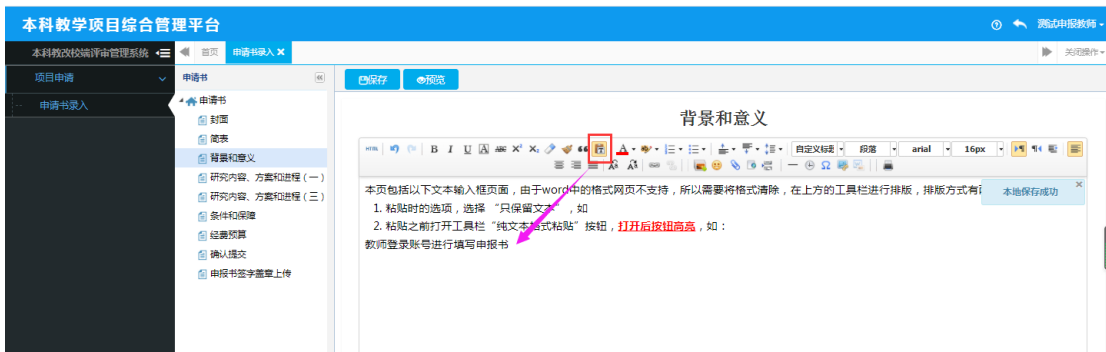 本科教学项目综合管理平台
测试申报教师
本科教改校端评审管理系统
首页
申请书录入
关闭操作
项目申请
申请书录入
申请书
申请书
封面
简表
背景和意义
研究内容、方案和进程（一）
研究内容、方案和进程（三）
条件和保障
经费预算
确认提交
申报书签字盖章上传
保存
预览
背景和意义
HTML
B I U A ABC X² X₂
自定义标题
段落
arial
16px
本页包括以下文本输入框页面，由于word中的格式网页不支持，所以需要将格式清除，在上方的工具栏进行排版，排版方式有
本地保存成功
1. 粘贴时的选项，选择 “只保留文本” ，如
2. 粘贴之前打开工具栏“纯文本格式粘贴”按钮，打开后按钮高亮，如：
教师登录账号进行填写申报书